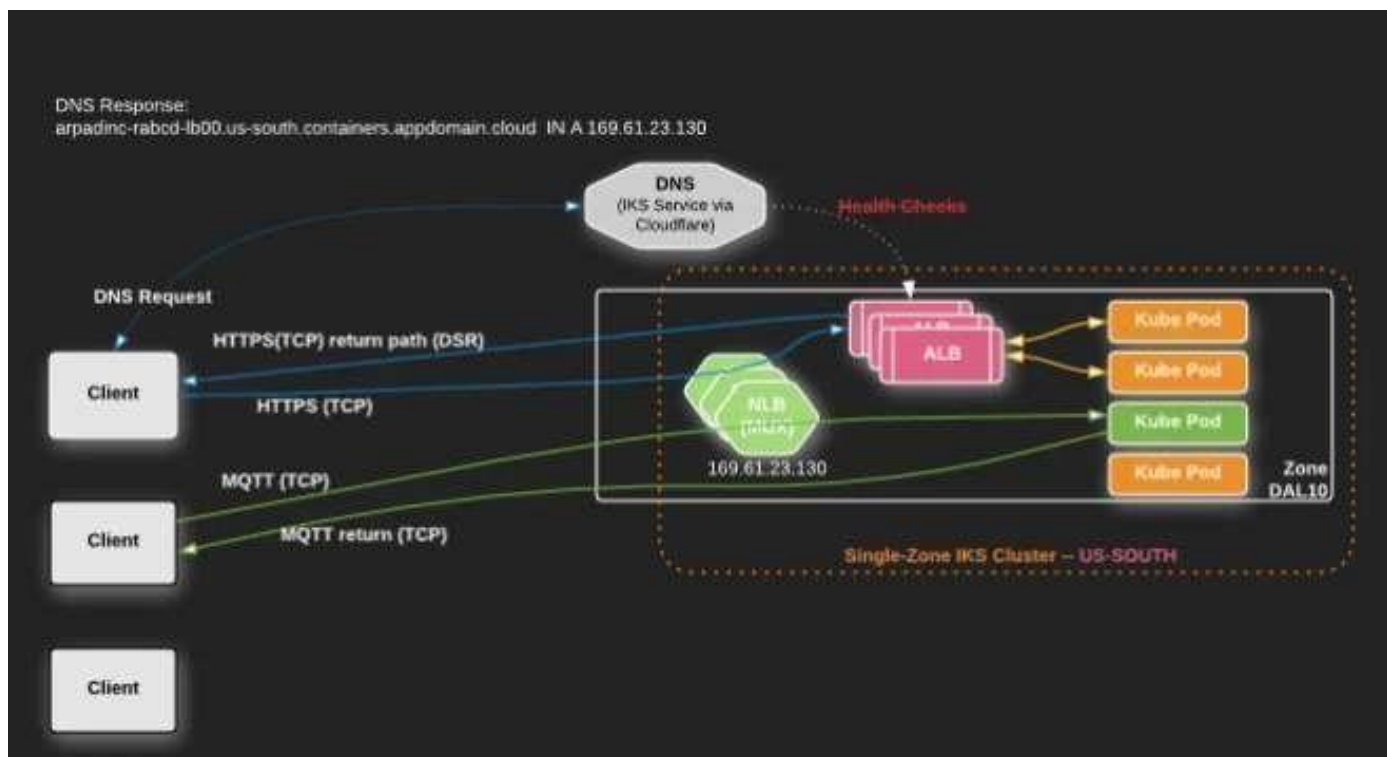 DNS Response:
arpadinc-rabcd-lb00.us-south.containers.appdomain.cloud IN A 169.61.23.130
DNS
(IKS Service via
Cloudflare)
Health Checks
DNS Request
HTTPS(TCP) return path (DSR)
Client
HTTPS (TCP)
ALB
ALB
Kube Pod
Kube Pod
Kube Pod
Kube Pod
NLB
(MUX)
169.61.23.130
Zone
DAL10
MQTT (TCP)
Client
MQTT return (TCP)
Single-Zone IKS Cluster – US-SOUTH
Client